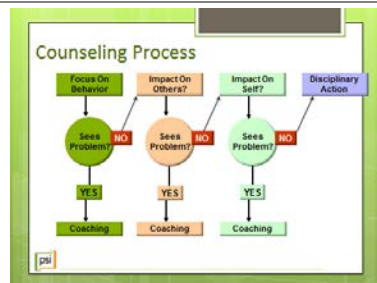 Counseling Process
Focus On
Behavior
Impact On
Others?
Impact On
Self?
Disciplinary
Action
Sees
Problem?
NO
Sees
Problem?
NO
Sees
Problem?
NO
YES
YES
YES
Coaching
Coaching
Coaching
psi